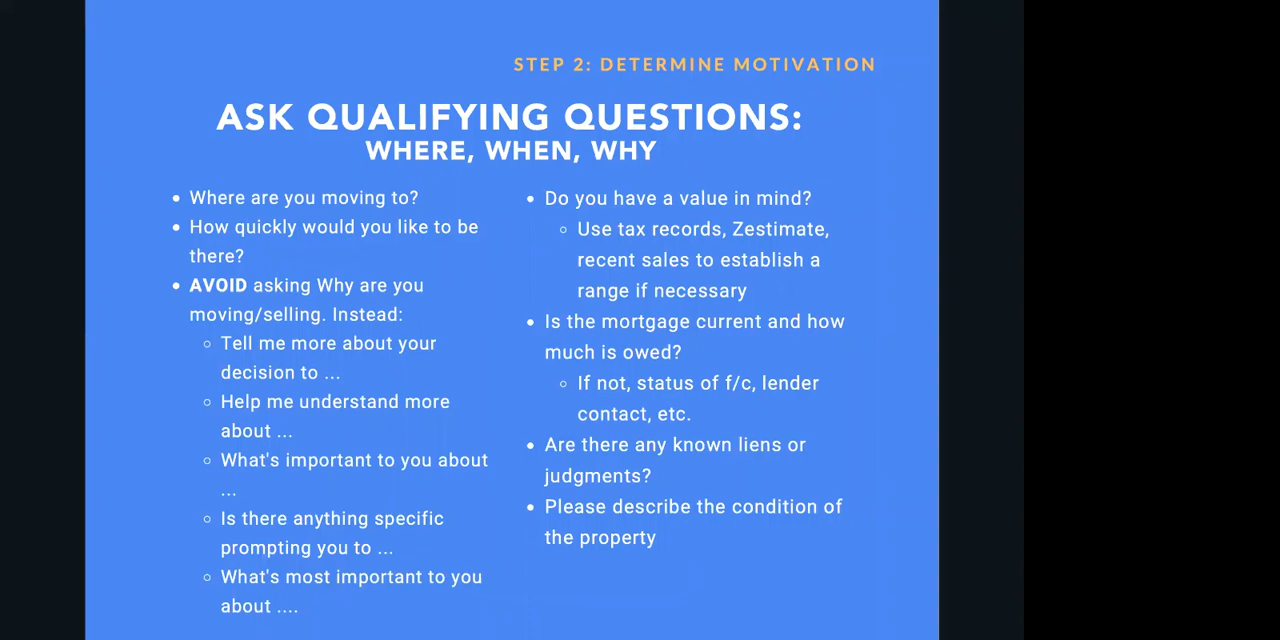 STEP 2: DETERMINE MOTIVATION
ASK QUALIFYING QUESTIONS:
WHERE, WHEN, WHY
• Where are you moving to?
• How quickly would you like to be
there?
• AVOID asking Why are you
moving/selling. Instead:
◦ Tell me more about your
decision to ...
◦ Help me understand more
about ...
◦ What's important to you about
...
◦ Is there anything specific
prompting you to ...
◦ What's most important to you
about ....
• Do you have a value in mind?
◦ Use tax records, Zestimate,
recent sales to establish a
range if necessary
• Is the mortgage current and how
much is owed?
◦ If not, status of f/c, lender
contact, etc.
• Are there any known liens or
judgments?
• Please describe the condition of
the property